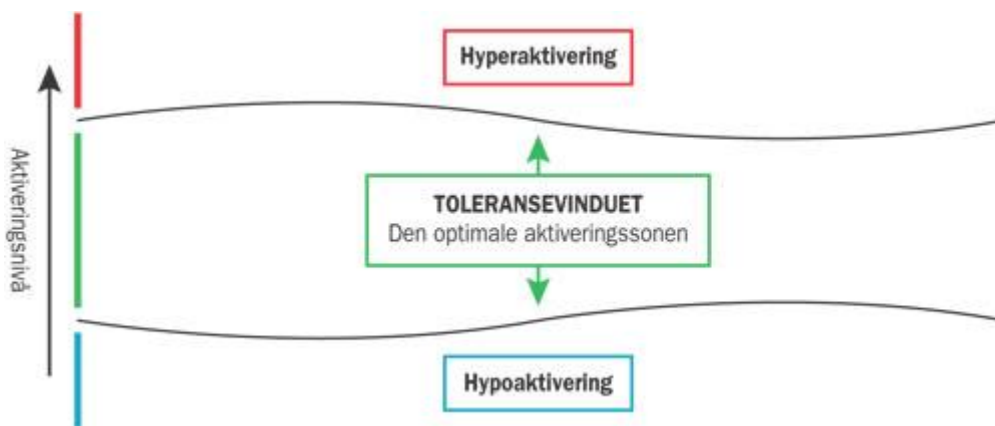 Hyperaktivering
Aktiveringsnivå
TOLERANSEVINDUET
Den optimale aktiveringssonen
Hypoaktivering